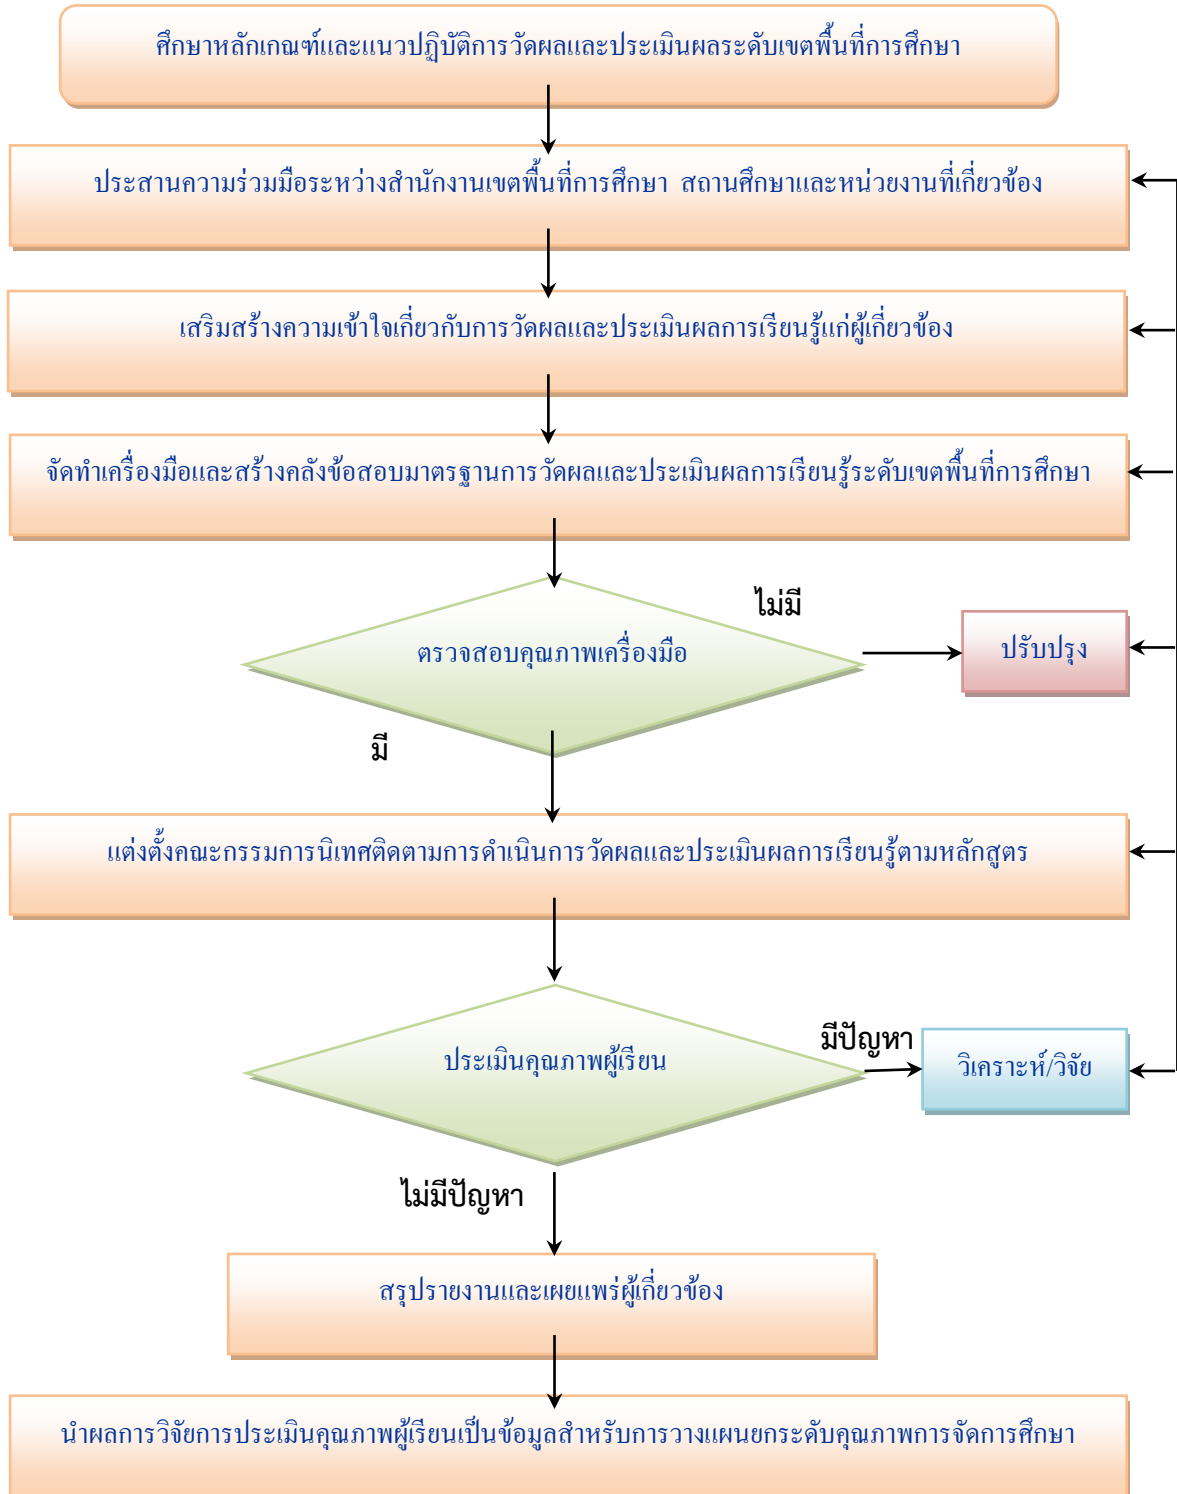 ศึกษาหลักเกณฑ์และแนวปฏิบัติการวัดผลและประเมินผลระดับเขตพื้นที่การศึกษา
ประสานความร่วมมือระหว่างสำนักงานเขตพื้นที่การศึกษา สถานศึกษาและหน่วยงานที่เกี่ยวข้อง
เสริมสร้างความเข้าใจเกี่ยวกับการวัดผลและประเมินผลการเรียนรู้แก่ผู้เกี่ยวข้อง
จัดทำเครื่องมือและสร้างคลังข้อสอบมาตรฐานการวัดผลและประเมินผลการเรียนรู้ระดับเขตพื้นที่การศึกษา
ไม่มี
ตรวจสอบคุณภาพเครื่องมือ
ปรับปรุง
มี
แต่งตั้งคณะกรรมการนิเทศติดตามการดำเนินการวัดผลและประเมินผลการเรียนรู้ตามหลักสูตร
มีปัญหา
ประเมินคุณภาพผู้เรียน
วิเคราะห์/วิจัย
ไม่มีปัญหา
สรุปรายงานและเผยแพร่ผู้เกี่ยวข้อง
นำผลการวิจัยการประเมินคุณภาพผู้เรียนเป็นข้อมูลสำหรับการวางแผนยกระดับคุณภาพการจัดการศึกษา